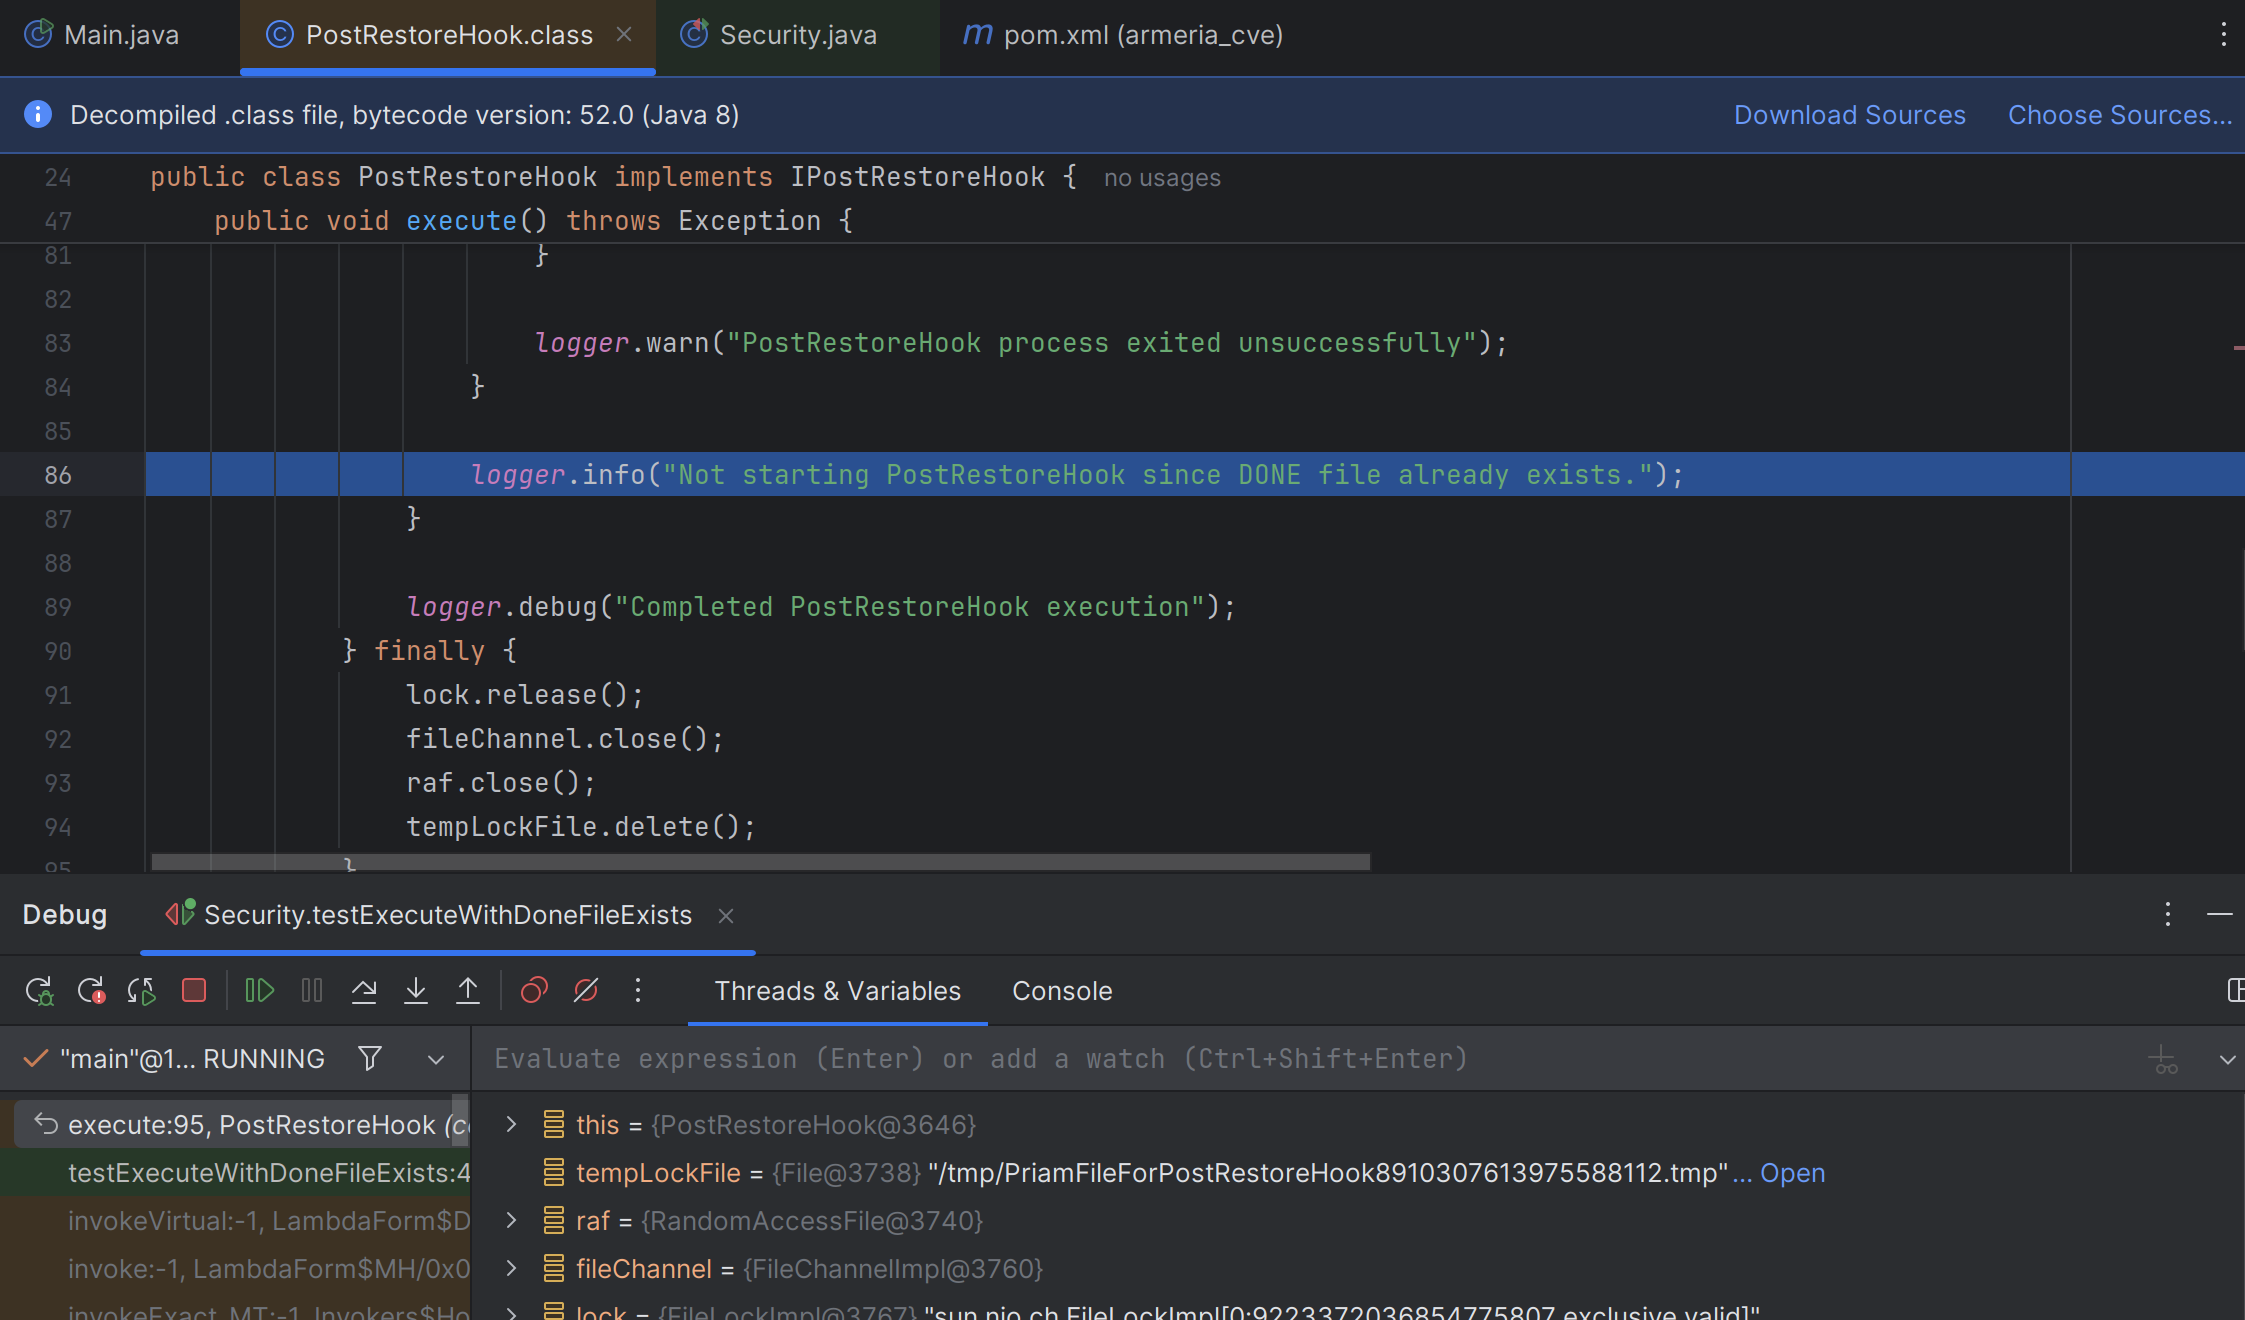 Main.java PostRestoreHook.class Security.java m pom.xml (armeria_cve)
Decompiled .class file, bytecode version: 52.0 (Java 8) Download Sources Choose Sources...
24 public class PostRestoreHook implements IPostRestoreHook { no usages
47 public void execute() throws Exception {
81 }
82
83 logger.warn("PostRestoreHook process exited unsuccessfully");
84 }
85
86 logger.info("Not starting PostRestoreHook since DONE file already exists.");
87 }
88
89 logger.debug("Completed PostRestoreHook execution");
90 } finally {
91 lock.release();
92 fileChannel.close();
93 raf.close();
94 tempLockFile.delete();
95 }
Debug Security.testExecuteWithDoneFileExists
Threads & Variables Console
"main"@1... RUNNING Evaluate expression (Enter) or add a watch (Ctrl+Shift+Enter)
execute:95, PostRestoreHook (c
this = {PostRestoreHook@3646}
testExecuteWithDoneFileExists:4
tempLockFile = {File@3738} "/tmp/PriamFileForPostRestoreHook8910307613975588112.tmp" ... Open
invokeVirtual:-1, LambdaForm$D
raf = {RandomAccessFile@3740}
invoke:-1, LambdaForm$MH/0x0
fileChannel = {FileChannelImpl@3760}
invokeExact_MT:-1, Invokers$Ho
lock = {FileLockImpl@3767} "sun.nio.ch.FileLockImpl[0:9223372036854775807 exclusive valid]"